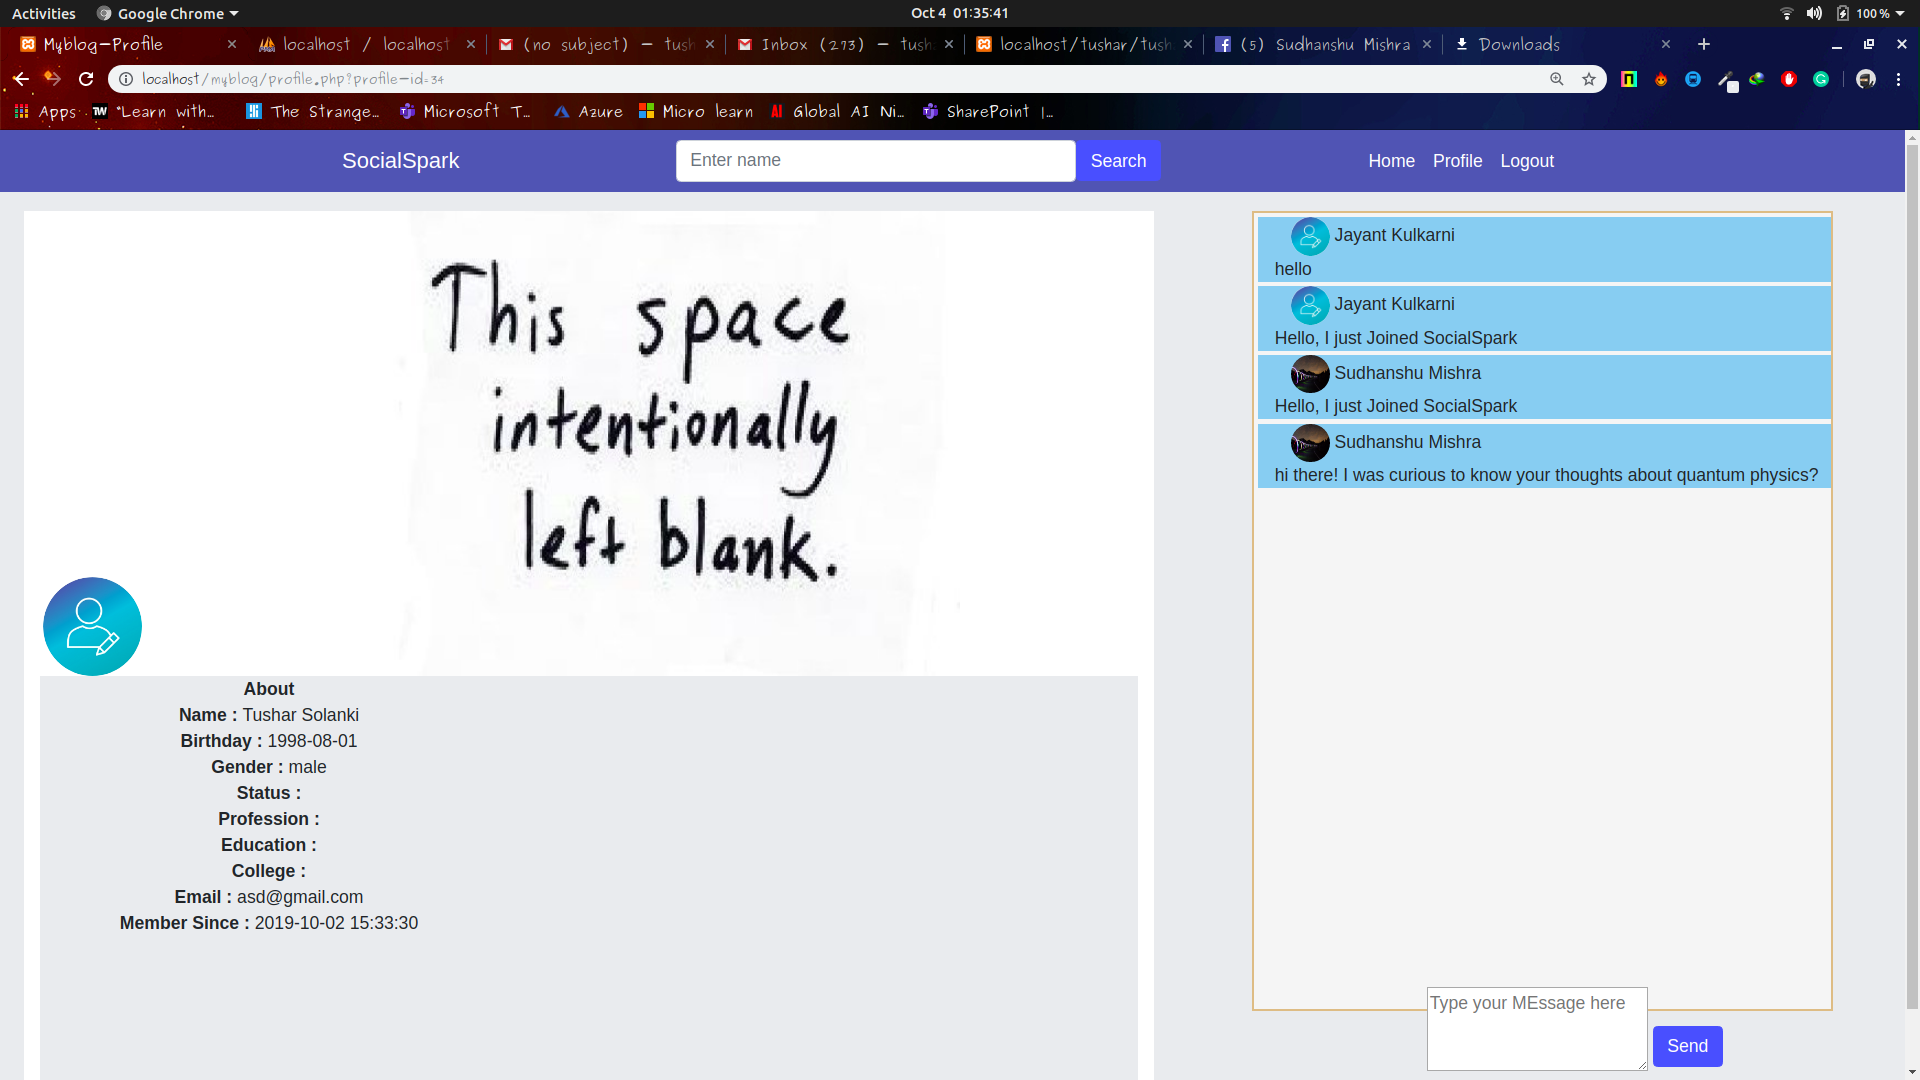 Activities Google Chrome Oct 4 01:35:41 100%
Myblog-Profile localhost / localhost (no subject) - tush Inbox (273) - tush localhost/tushar/tush (5) Sudhanshu Mishra Downloads
localhost/myblog/profile.php?profile-id=34
Apps "Learn with... The Strange... Microsoft T... Azure Micro learn Global AI Ni... SharePoint |...
SocialSpark Enter name Search Home Profile Logout
This space
intentionally
left blank.
About
Name : Tushar Solanki
Birthday : 1998-08-01
Gender : male
Status :
Profession :
Education :
College :
Email : asd@gmail.com
Member Since : 2019-10-02 15:33:30
Jayant Kulkarni
hello
Jayant Kulkarni
Hello, I just Joined SocialSpark
Sudhanshu Mishra
Hello, I just Joined SocialSpark
Sudhanshu Mishra
hi there! I was curious to know your thoughts about quantum physics?
Type your MEssage here
Send